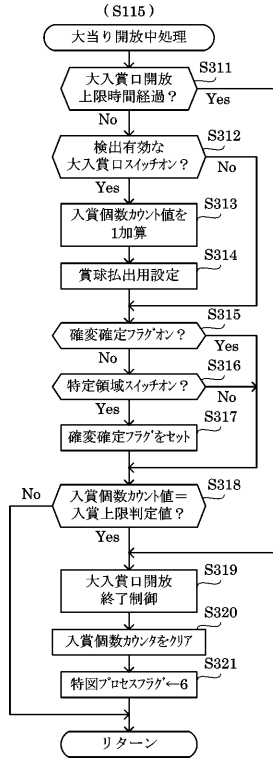 (S115)
大当り開放中処理
S311
大入賞口開放
上限時間経過?
Yes
No
S312
検出有効な
大入賞口スイッチオン?
No
Yes
S313
入賞個数カウント値を
1加算
S314
賞球払出用設定
S315
確変確定フラグオン?
Yes
No
S316
特定領域スイッチオン?
No
Yes
S317
確変確定フラグをセット
No
S318
入賞個数カウント値=
入賞上限判定値?
Yes
S319
大入賞口開放
終了制御
S320
入賞個数カウンタをクリア
S321
特図プロセスフラグ←6
リターン